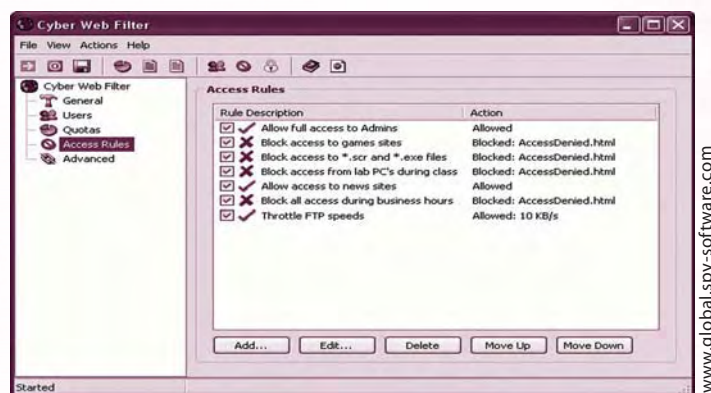 Cyber Web Filter
File View Actions Help
Cyber Web Filter
General
Users
Quotas
Access Rules
Advanced
Access Rules
Rule Description Action
Allow full access to Admins Allowed
Block access to games sites Blocked: AccessDenied.html
Block access to *.scr and *.exe files Blocked: AccessDenied.html
Block access from lab PC's during class Blocked: AccessDenied.html
Allow access to news sites Allowed
Block all access during business hours Blocked: AccessDenied.html
Throttle FTP speeds Allowed: 10 KB/s
Add... Edit... Delete Move Up Move Down
Started
www.global.spy-software.com